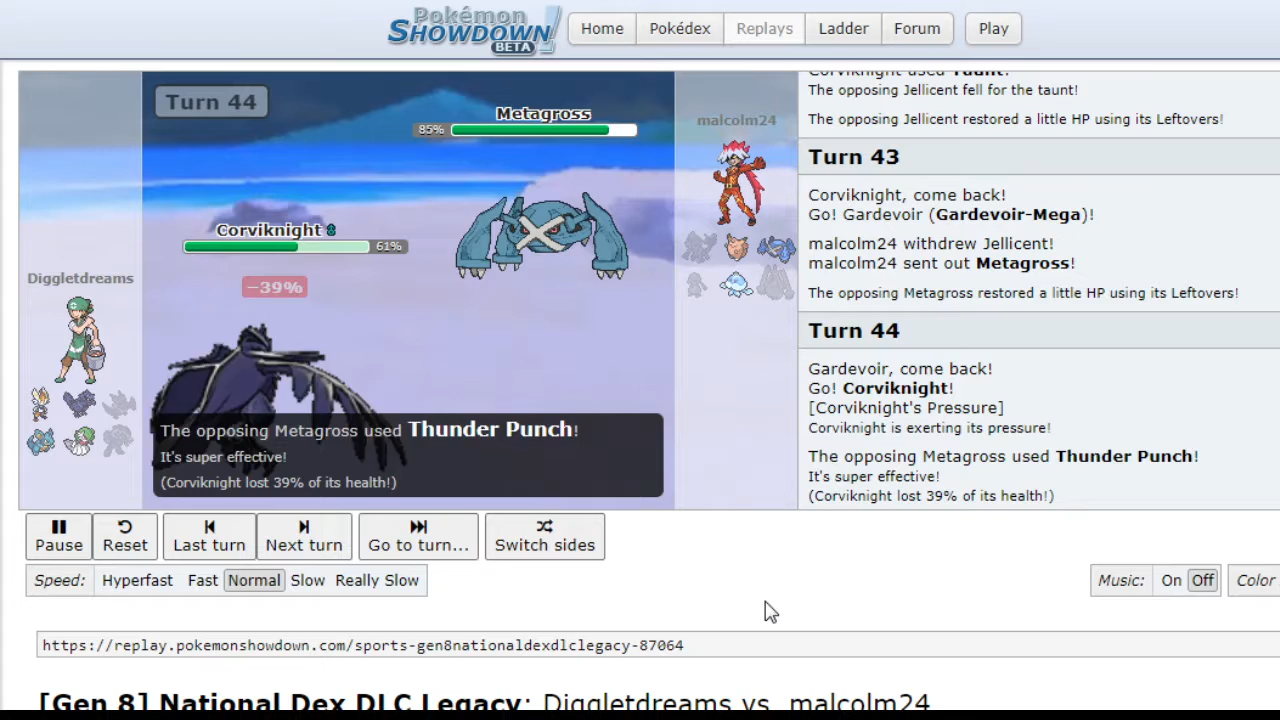 Pokémon
SHOWDOWN!
BETA
Home
Pokédex
Replays
Ladder
Forum
Play
Turn 44
Metagross
85%
Corviknight
61%
−39%
Diggletdreams
malcolm24
The opposing Metagross used Thunder Punch!
It's super effective!
(Corviknight lost 39% of its health!)
Corviknight used Taunt!
The opposing Jellicent fell for the taunt!
The opposing Jellicent restored a little HP using its Leftovers!
Turn 43
Corviknight, come back!
Go! Gardevoir (Gardevoir-Mega)!
malcolm24 withdrew Jellicent!
malcolm24 sent out Metagross!
The opposing Metagross restored a little HP using its Leftovers!
Turn 44
Gardevoir, come back!
Go! Corviknight!
[Corviknight's Pressure]
Corviknight is exerting its pressure!
The opposing Metagross used Thunder Punch!
It's super effective!
(Corviknight lost 39% of its health!)
Pause
Reset
Last turn
Next turn
Go to turn...
Switch sides
Speed: Hyperfast Fast Normal Slow Really Slow
Music: On Off
Color
https://replay.pokemonshowdown.com/sports-gen8nationaldexdlclegacy-87064
[Gen 8] National Dex DLC Legacy: Diggletdreams vs. malcolm24